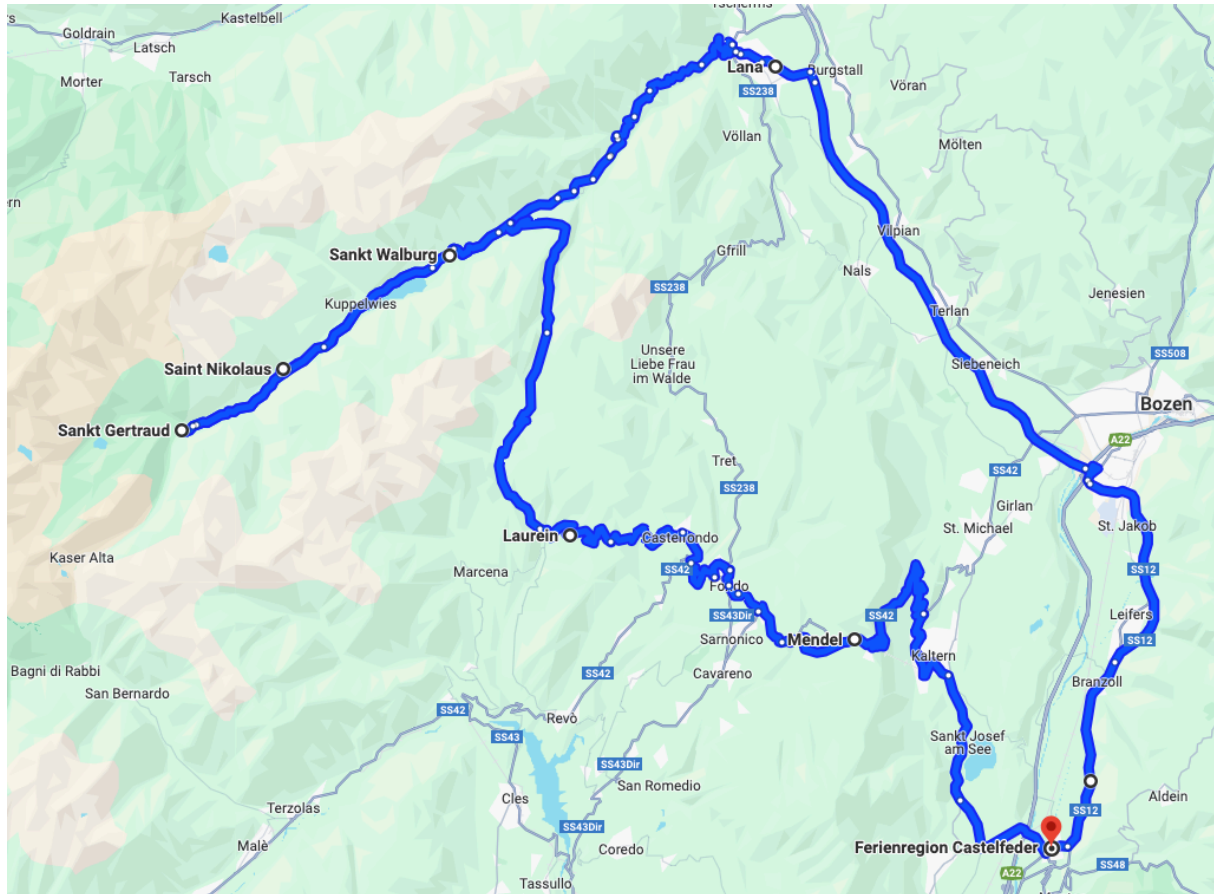 Tscherms
Kastelbell
Goldrain
Latsch
Morter
Tarsch
Lana
Burgstall
Vöran
SS238
Völlan
Mölten
Vilpian
Sankt Walburg
Gfrill
Nals
SS238
Jenesien
Kuppelwies
Terlan
Unsere
Liebe Frau
im Walde
SS508
Siebeneich
Saint Nikolaus
Bozen
Sankt Gertraud
A22
Tret
SS42
SS238
Girlan
St. Michael
St. Jakob
Laurein
Castelfondo
Kaser Alta
Marcena
SS42
SS12
Fondo
SS43Dir
SS42
Leifers
Sarnonico
Mendel
SS12
Kaltern
Bagni di Rabbi
Cavareno
SS42
Branzoll
San Bernardo
SS42
Revò
SS43
Sankt Josef
am See
SS43Dir
San Romedio
Cles
Aldein
Terzolas
SS12
SS43Dir
Malè
Coredo
Ferienregion Castelfeder
SS48
A22
Tassullo